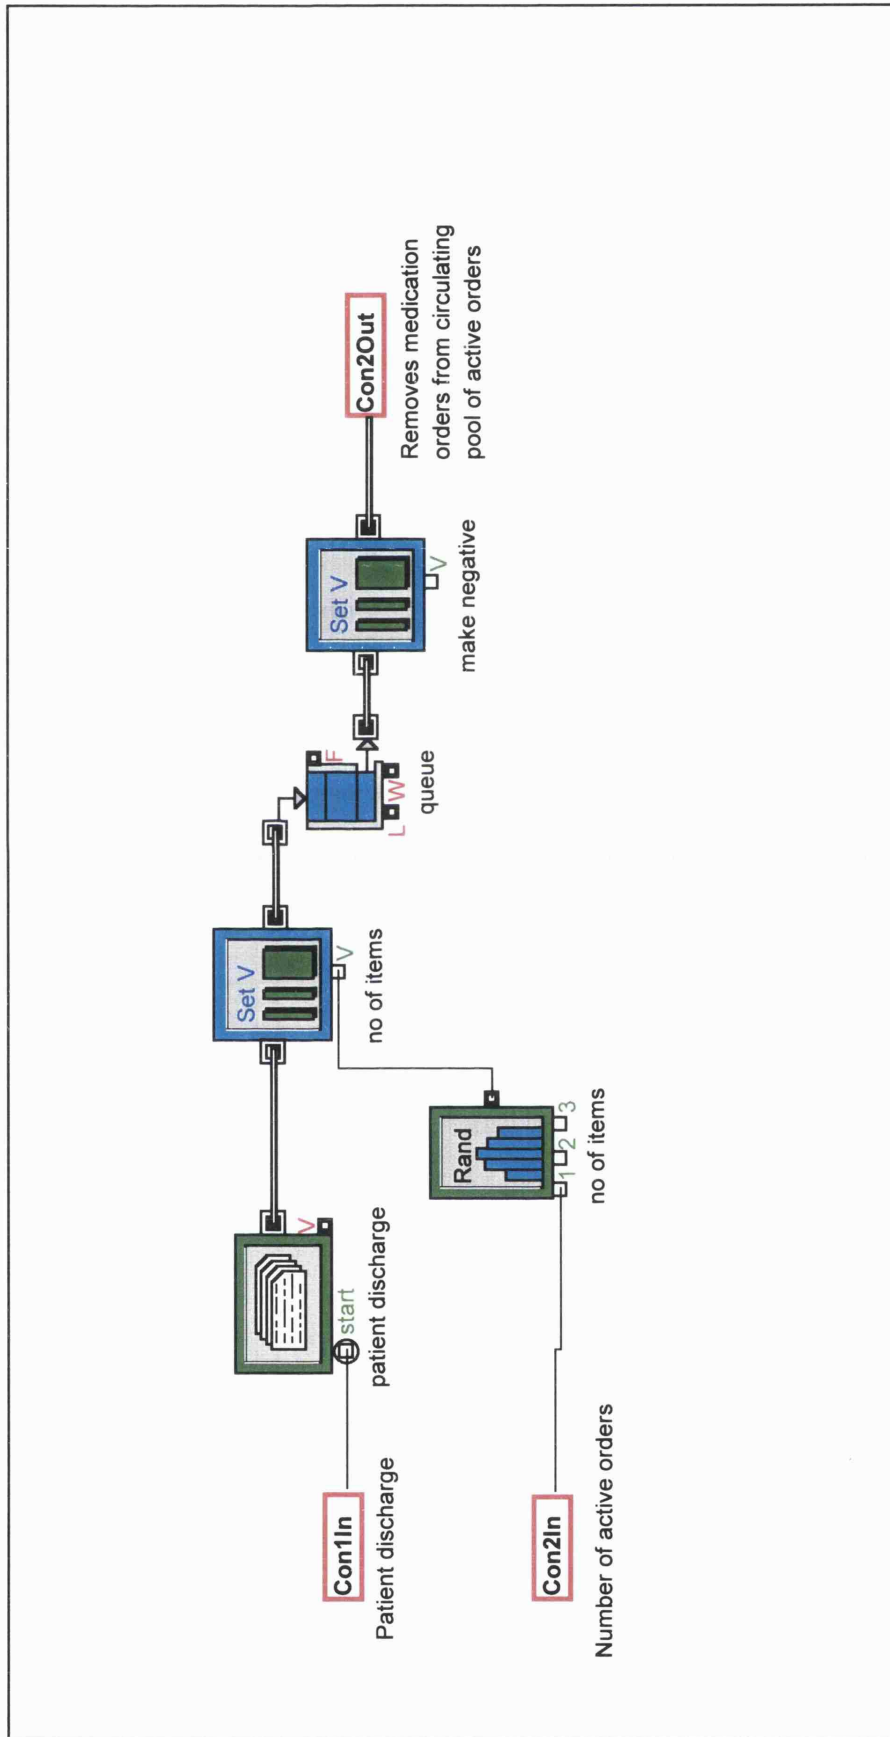 Con1In
Patient discharge
start
V
patient discharge
Set V
V
no of items
F
L W
queue
Set V
V
make negative
Con2Out
Removes medication
orders from circulating
pool of active orders
Con2In
Number of active orders
Rand
1 2 3
no of items